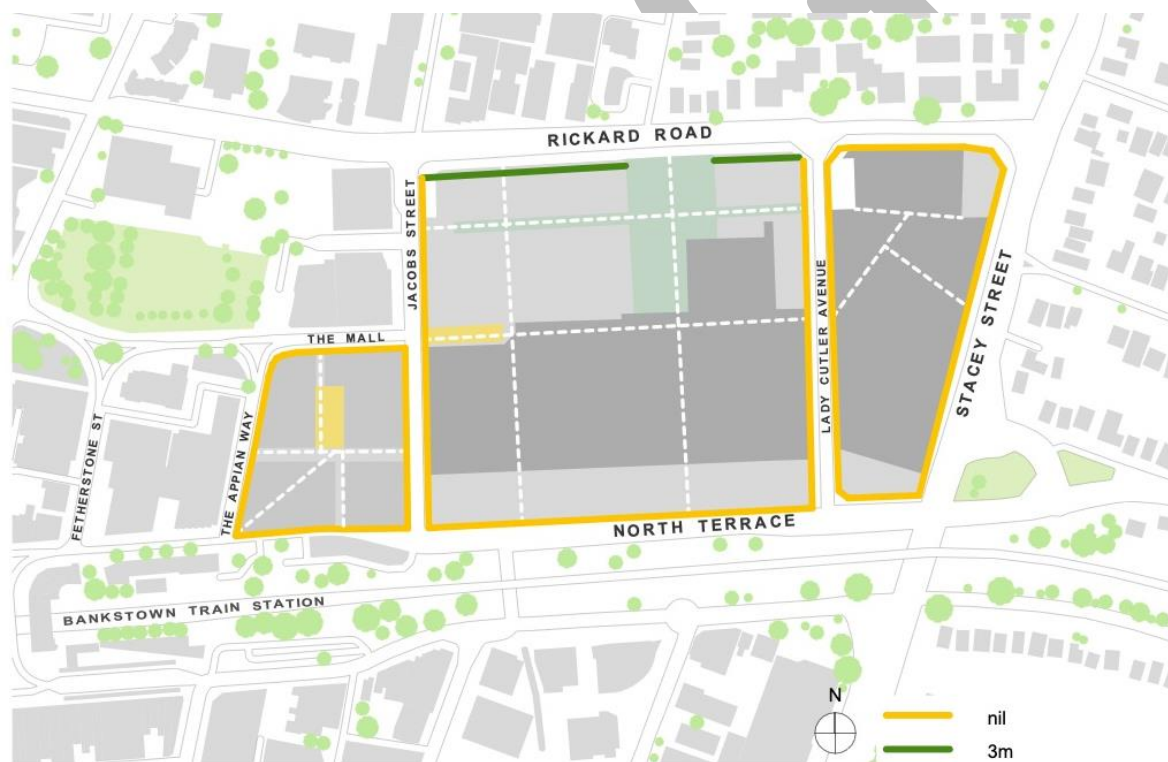 RICKARD ROAD
JACOBS STREET
THE MALL
LADY CUTLER AVENUE
STACEY STREET
FETHERSTONE ST
THE APPIAN WAY
NORTH TERRACE
BANKSTOWN TRAIN STATION
N
nil
3m